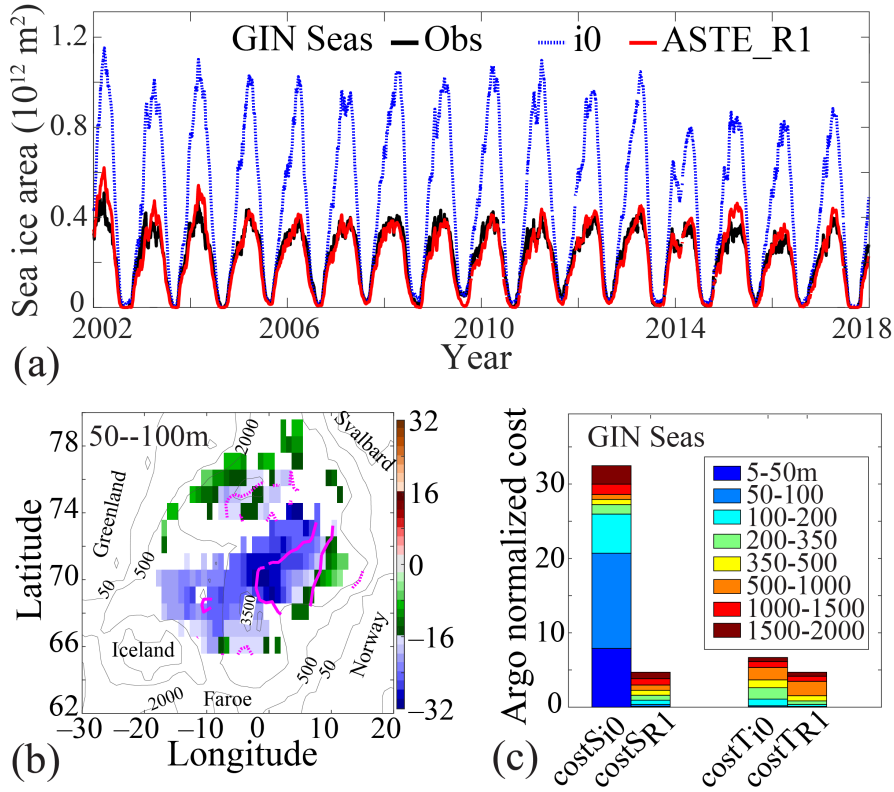 GIN Seas Obs i0 ASTE_R1
Sea ice area (10¹² m²)
1.2
0.8
0.4
0
2002 2006 2010 2014 2018
Year
(a)
50--100m
2000
Svalbard
Greenland
500
50
3500
Iceland
2000
Faroe
500
50
Norway
78
74
70
66
62
Latitude
−30 −20 −10 0 10 20
Longitude
32
16
0
−16
−32
(b)
GIN Seas
Argo normalized cost
30
20
10
0
5-50m
50-100
100-200
200-350
350-500
500-1000
1000-1500
1500-2000
costSi0
costSR1
costTi0
costTR1
(c)